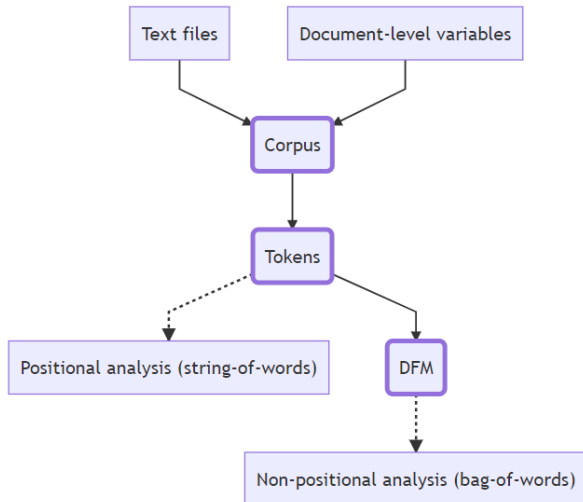 Text files
Document-level variables
Corpus
Tokens
Positional analysis (string-of-words)
DFM
Non-positional analysis (bag-of-words)